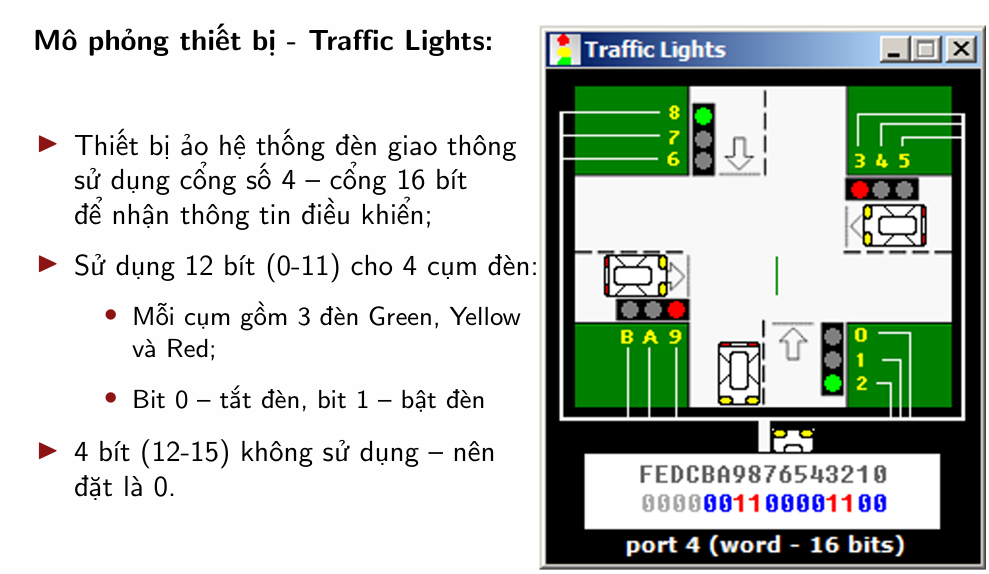 Mô phỏng thiết bị - Traffic Lights:
Thiết bị ảo hệ thống đèn giao thông
sử dụng cổng số 4 – cổng 16 bít
để nhận thông tin điều khiển;
Sử dụng 12 bít (0-11) cho 4 cụm đèn:
Mỗi cụm gồm 3 đèn Green, Yellow
và Red;
Bit 0 – tắt đèn, bit 1 – bật đèn
4 bít (12-15) không sử dụng – nên
đặt là 0.
Traffic Lights
8
7
6
3 4 5
B A 9
0
1
2
FEDCBA9876543210
0000001100001100
port 4 (word - 16 bits)